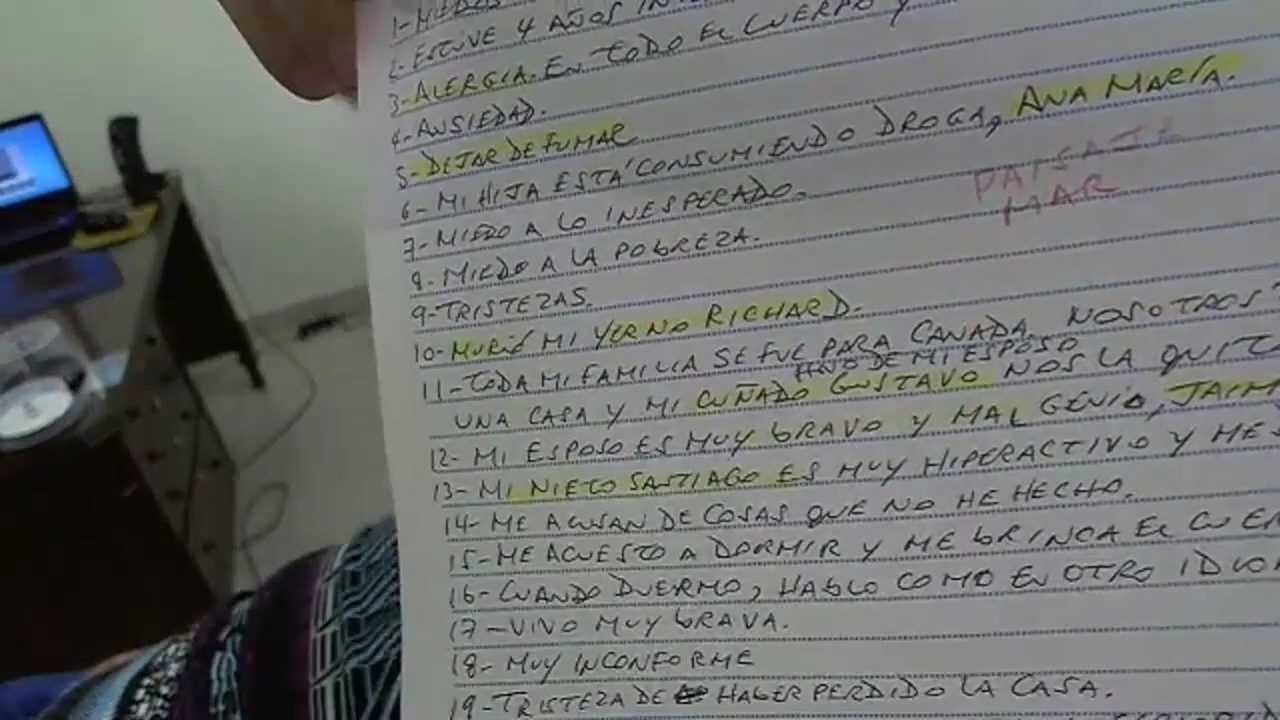 1-MIEDOS
2-ESTUVE 4 AÑOS
3-ALERGIA. EN TODO EL CUERPO Y
4-ANSIEDAD.
5-DEJAR DE FUMAR
6-MI HIJA ESTÁ CONSUMIENDO DROGA, ANA MARÍA.
PAISAJE
MAR
7-MIEDO A LO INESPERADO.
8-MIEDO A LA POBREZA.
9-TRISTEZAS.
10-MURIÓ MI YERNO RICHARD.
11-TODA MI FAMILIA SE FUE PARA CANADA, NOSOTROS
HNO DE MI ESPOSO
UNA CASA Y MI CUÑADO GUSTAVO NOS LA
12-MI ESPOSO ES MUY BRAVO Y MAL GENIO,
13-MI NIETO SANTIAGO ES MUY HIPERACTIVO Y
14-ME ACUSAN DE COSAS QUE NO HE HECHO.
15-ME ACUESTO A DORMIR Y ME BRINCA EL
16-CUANDO DUERMO, HABLO COMO EN OTRO
17-VIVO MUY BRAVA.
18-MUY INCONFORME
19-TRISTEZA DE HABER PERDIDO LA CASA.